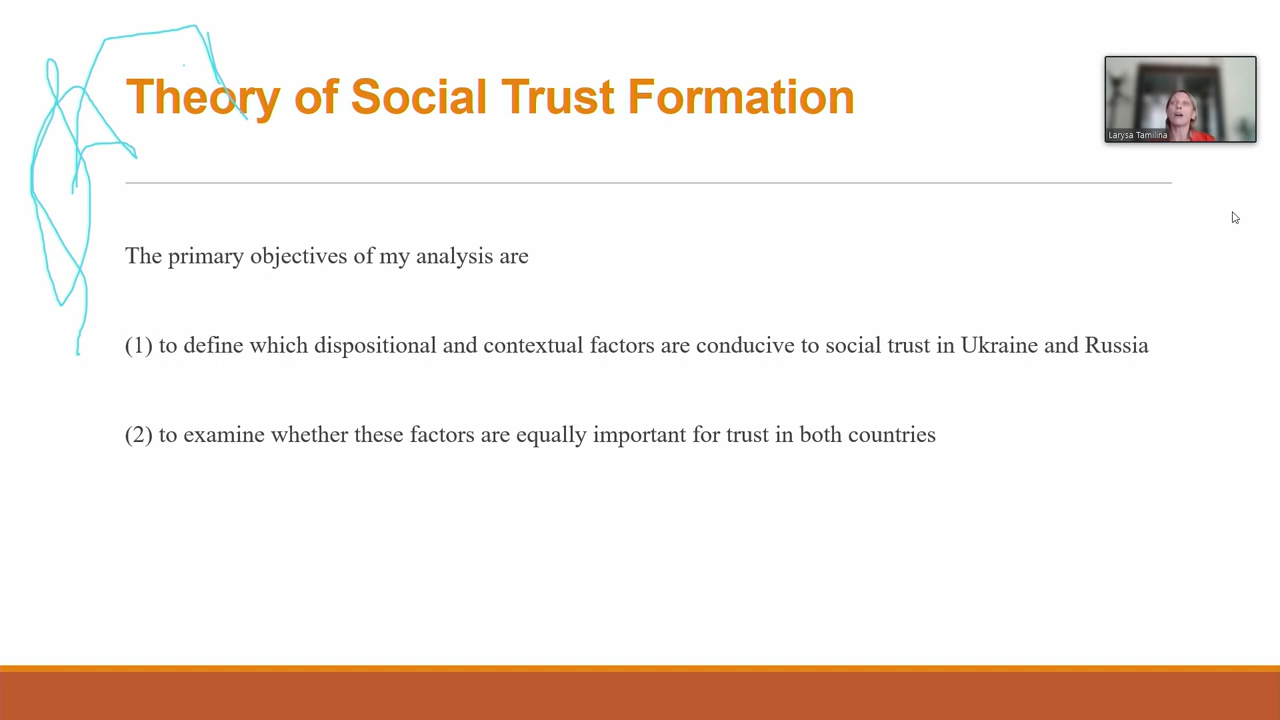 Theory of Social Trust Formation
Larysa Tamilina
The primary objectives of my analysis are
(1) to define which dispositional and contextual factors are conducive to social trust in Ukraine and Russia
(2) to examine whether these factors are equally important for trust in both countries